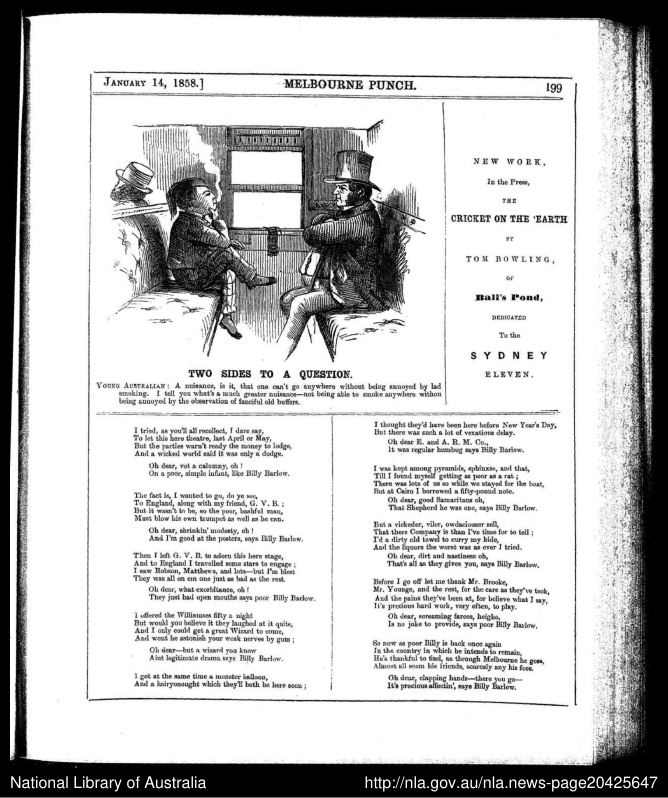 JANUARY 14, 1858.]
MELBOURNE PUNCH.
199
TWO SIDES TO A QUESTION.
YOUNG AUSTRALIAN: A nuisance, is it, that one can't go anywhere without being annoyed by lad
smoking. I tell you what's a much greater nuisance—not being able to smoke anywhere withou
being annoyed by the observation of fanciful old buffers.
NEW WORK,
In the Press,
THE
CRICKET ON THE 'EARTH
BY
TOM BOWLING,
OF
Ball's Pond,
DEDICATED
To the
SYDNEY
ELEVEN.
I tried, as you'll all recollect, I dare say,
To let this here theatre, last April or May,
But the parties warn't ready the money to lodge,
And a wicked world said it was only a dodge.
Oh dear, vot a calumny, oh !
On a poor, simple infant, like Billy Barlow.
The fact is, I wanted to go, do ye see,
To England, along with my friend, G. V. B. ;
But it wasn't to be, so the poor, bashful man,
Must blow his own trumpet as well as he can.
Oh dear, shrinkin' modesty, oh !
And I'm good at the posters, says Billy Barlow.
Then I left G. V. B. to adorn this here stage,
And to England I travelled some stars to engage ;
I saw Robson, Matthews, and lots—but I'm blest
They was all on em one just as bad as the rest.
Oh dear, what exorbitance, oh !
They just had open mouths says poor Billy Barlow.
I offered the Williamses fifty a night
But would you believe it they laughed at it quite,
And I only could get a great Wizard to come,
And wont he astonish your weak nerves by gum ;
Oh dear—but a wizard you know
Aint legitimate drama says Billy Barlow.
I got at the same time a monster balloon,
And a hairyonought which they'll both be here soon ;
I thought they'd have been here before New Year's Day,
But there was such a lot of vexatious delay.
Oh dear E. and A. R. M. Co.,
It was regular humbug says Billy Barlow.
I was kept among pyramids, sphinxes, and that,
Till I found myself getting as poor as a rat ;
There was lots of us so while we stayed for the boat,
But at Cairo I borrowed a fifty-pound note.
Oh dear, good Samaritans oh,
That Shepherd he was one, says Billy Barlow.
But a vickeder, viler, owdaciouser sell,
That there Company is than I've time for to tell ;
I'd a dirty old towel to curry my hide,
And the liquors the worst was as ever I tried.
Oh dear, dirt and nastiness oh,
That's all as they gives you, says Billy Barlow.
Before I go off let me thank Mr. Brooke,
Mr. Younge, and the rest, for the care as they've took,
And the pains they've been at, for believe what I say,
It's precious hard work, very often, to play.
Oh dear, screaming farces, heigho,
Is no joke to provide, says poor Billy Barlow.
So now as poor Billy is back once again
In the country in which he intends to remain,
He's thankful to find, as through Melbourne he goes,
Almost all seem his friends, scarcely any his foes.
Oh dear, clapping hands—there you go—
It's precious affectin', says Billy Barlow.
National Library of Australia
http://nla.gov.au/nla.news-page20425647